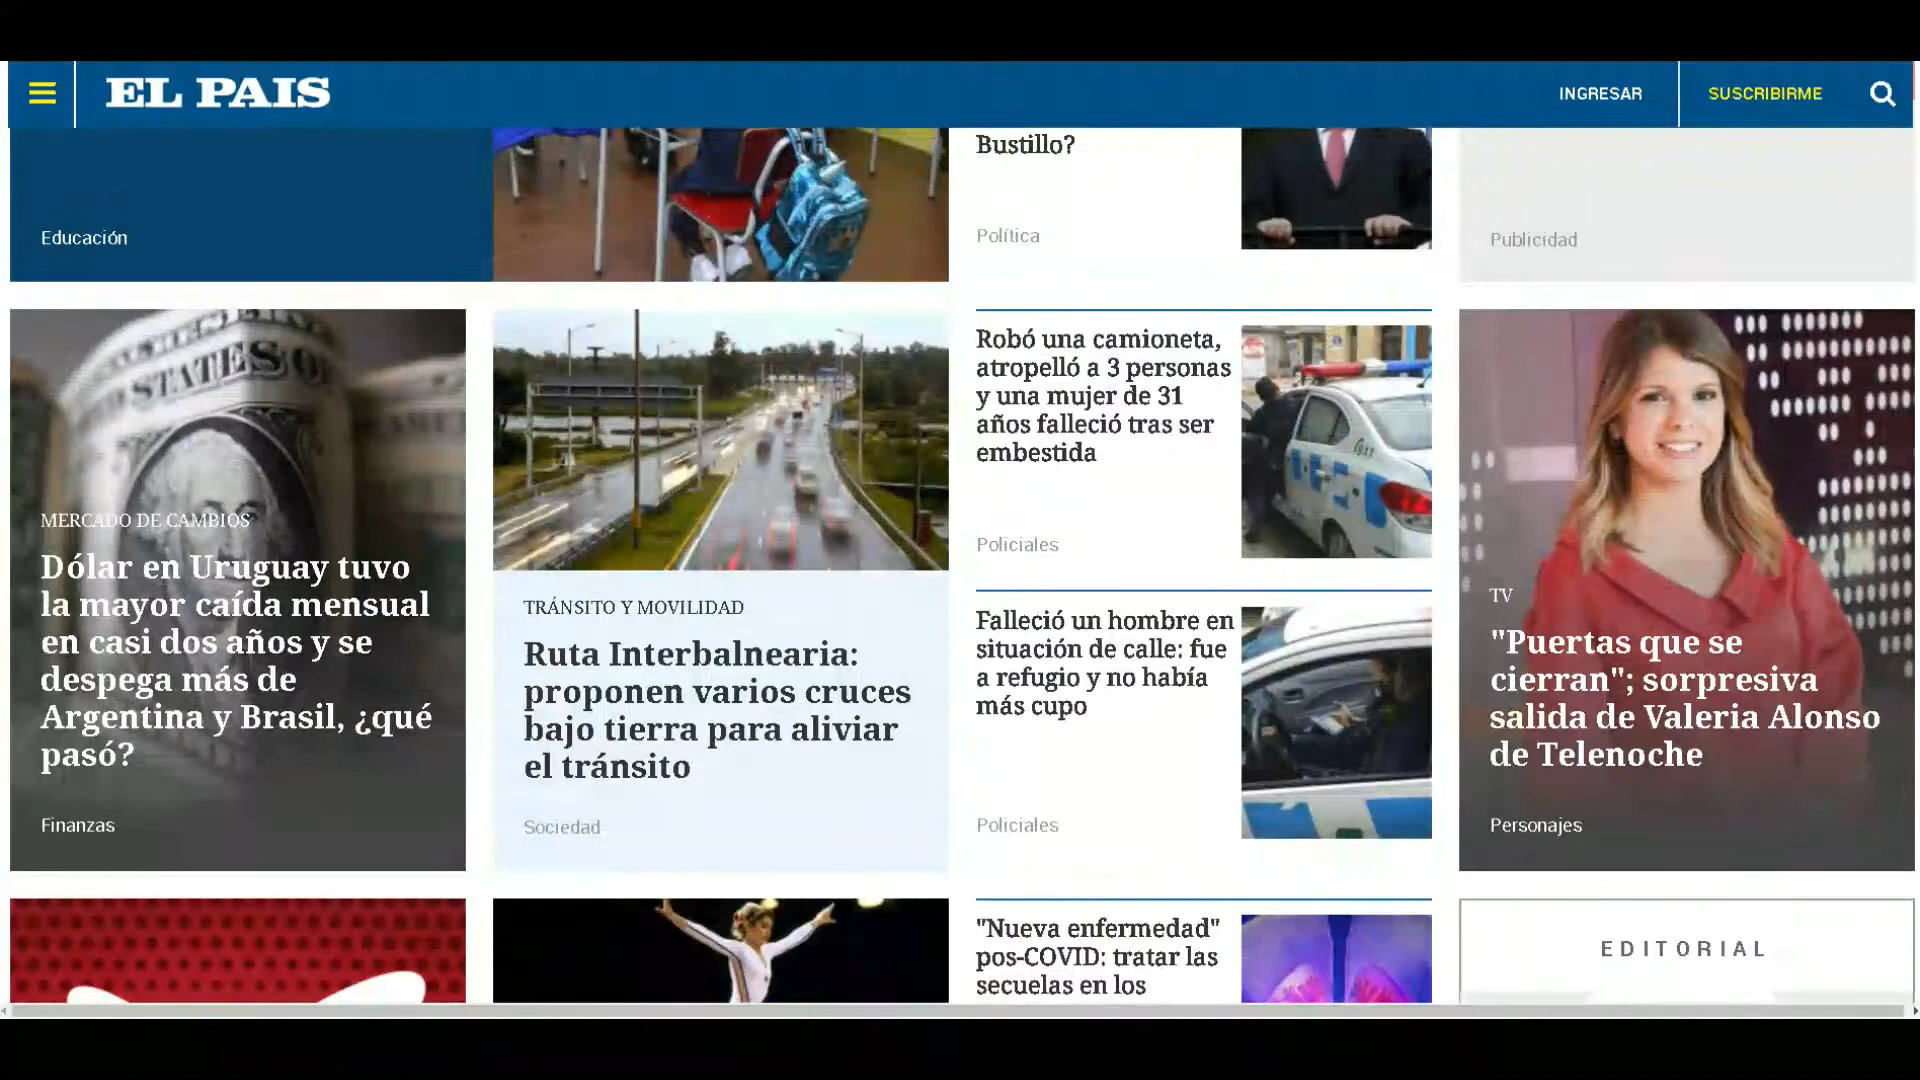 EL PAIS
INGRESAR
SUSCRIBIRME
Educación
Bustillo?
Política
Publicidad
MERCADO DE CAMBIOS
Dólar en Uruguay tuvo
la mayor caída mensual
en casi dos años y se
despega más de
Argentina y Brasil, ¿qué
pasó?
Finanzas
TRÁNSITO Y MOVILIDAD
Ruta Interbalnearia:
proponen varios cruces
bajo tierra para aliviar
el tránsito
Sociedad
Robó una camioneta,
atropelló a 3 personas
y una mujer de 31
años falleció tras ser
embestida
Policiales
Falleció un hombre en
situación de calle: fue
a refugio y no había
más cupo
Policiales
TV
"Puertas que se
cierran"; sorpresiva
salida de Valeria Alonso
de Telenoche
Personajes
"Nueva enfermedad"
pos-COVID: tratar las
secuelas en los
EDITORIAL